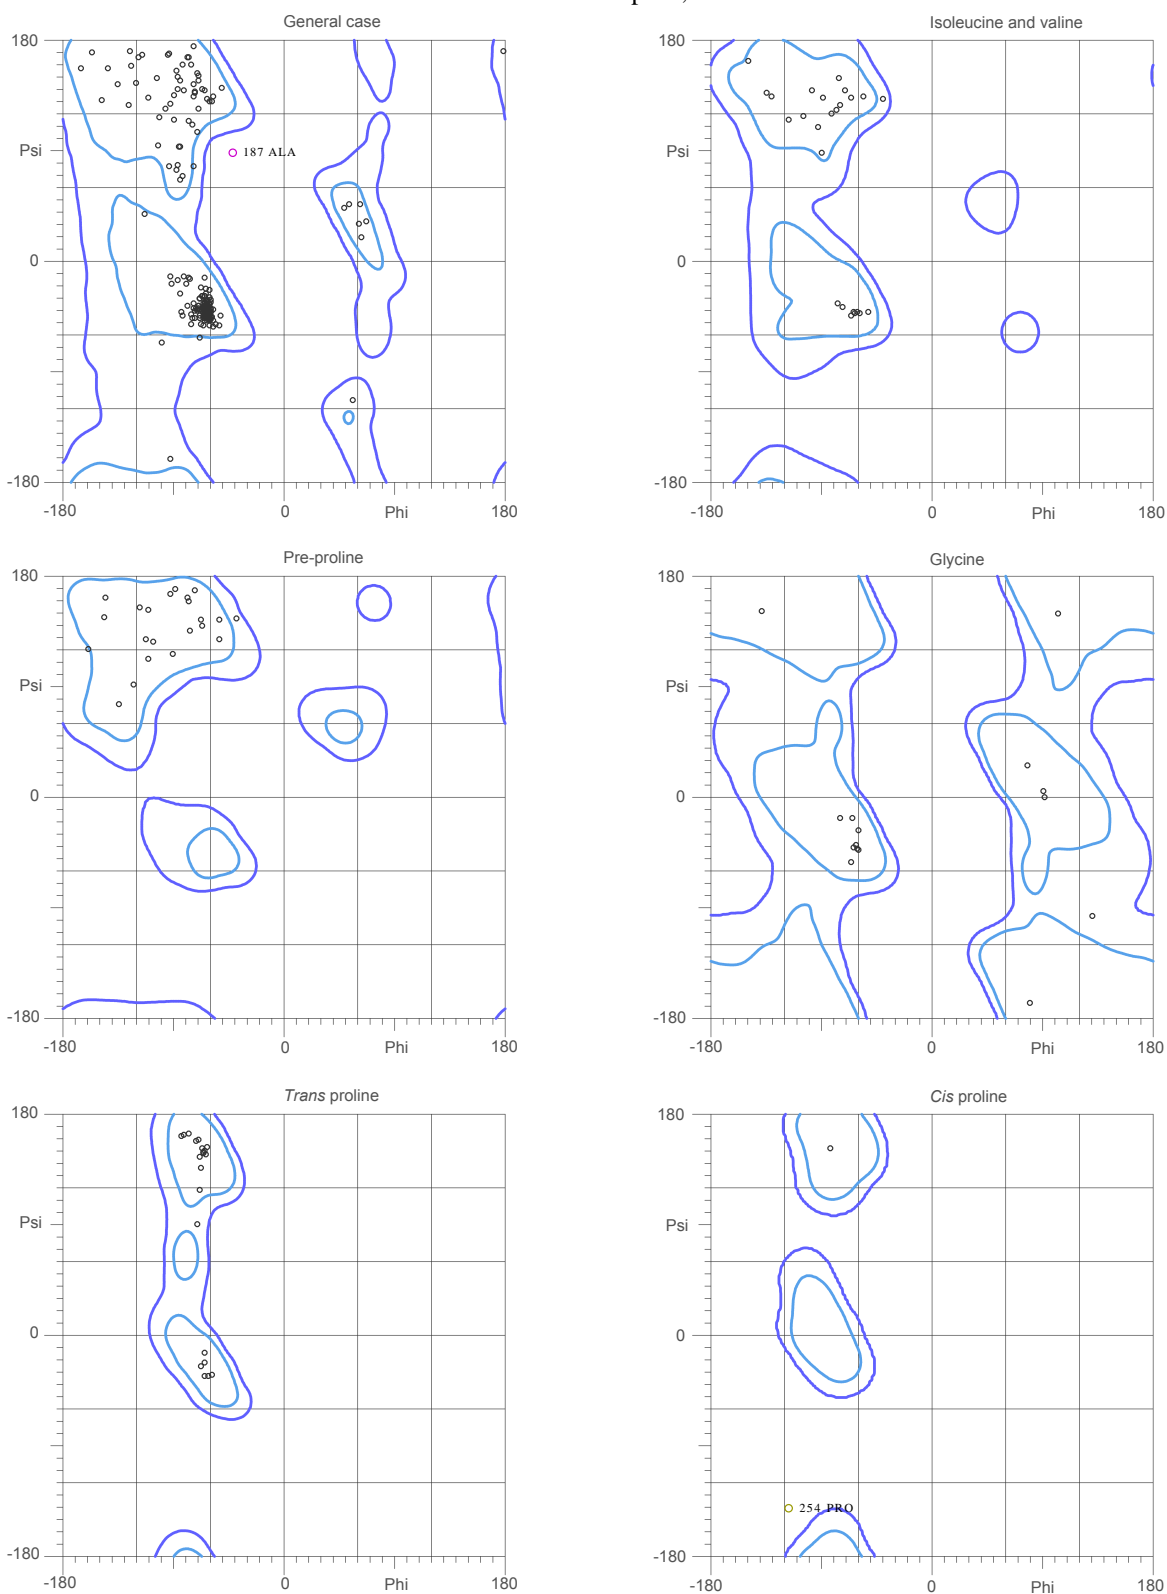 General case
Isoleucine and valine
180
Psi
0
-180
-180
0
Phi
180
187 ALA
180
Psi
0
-180
-180
0
Phi
180
Pre-proline
Glycine
180
Psi
0
-180
-180
0
Phi
180
180
Psi
0
-180
-180
0
Phi
180
Trans proline
Cis proline
180
Psi
0
-180
-180
0
Phi
180
180
Psi
0
-180
-180
0
Phi
180
254 PRO